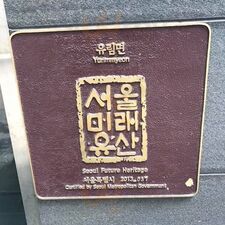 유림면
Yurimmyeon
서울
미래
유산
Seoul Future Heritage
서울특별시 2013-037
Certified by Seoul Metropolitan Government